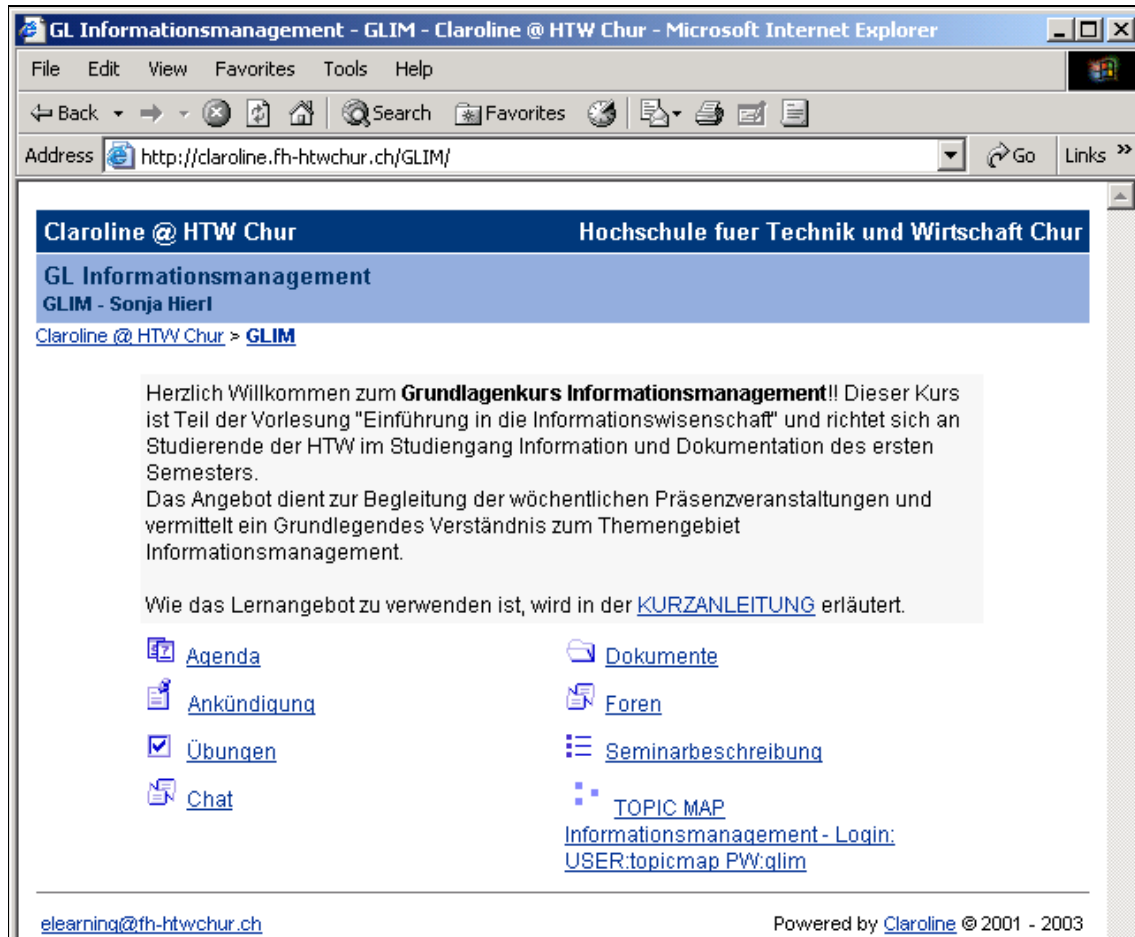 GL Informationsmanagement - GLIM - Claroline @ HTW Chur - Microsoft Internet Explorer
File Edit View Favorites Tools Help
Back Search Favorites
Address http://claroline.fh-htwchur.ch/GLIM/ Go Links »
Claroline @ HTW Chur Hochschule fuer Technik und Wirtschaft Chur
GL Informationsmanagement
GLIM - Sonja Hierl
Claroline @ HTW Chur > GLIM
Herzlich Willkommen zum Grundlagenkurs Informationsmanagement!! Dieser Kurs
ist Teil der Vorlesung "Einführung in die Informationswissenschaft" und richtet sich an
Studierende der HTW im Studiengang Information und Dokumentation des ersten
Semesters.
Das Angebot dient zur Begleitung der wöchentlichen Präsenzveranstaltungen und
vermittelt ein Grundlegendes Verständnis zum Themengebiet
Informationsmanagement.
Wie das Lernangebot zu verwenden ist, wird in der KURZANLEITUNG erläutert.
Agenda Dokumente
Ankündigung Foren
Übungen Seminarbeschreibung
Chat TOPIC MAP
Informationsmanagement - Login:
USER:topicmap PW:glim
elearning@fh-htwchur.ch Powered by Claroline © 2001 - 2003